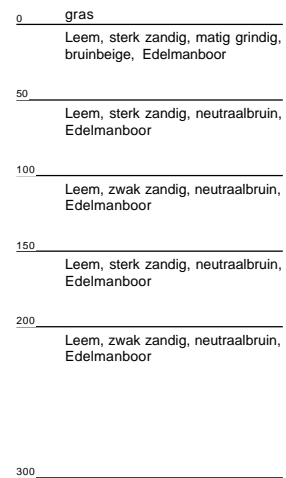 gras
0
Leem, sterk zandig, matig grindig,
bruinbeige, Edelmanboor
50
Leem, sterk zandig, neutraalbruin,
Edelmanboor
100
Leem, zwak zandig, neutraalbruin,
Edelmanboor
150
Leem, sterk zandig, neutraalbruin,
Edelmanboor
200
Leem, zwak zandig, neutraalbruin,
Edelmanboor
300